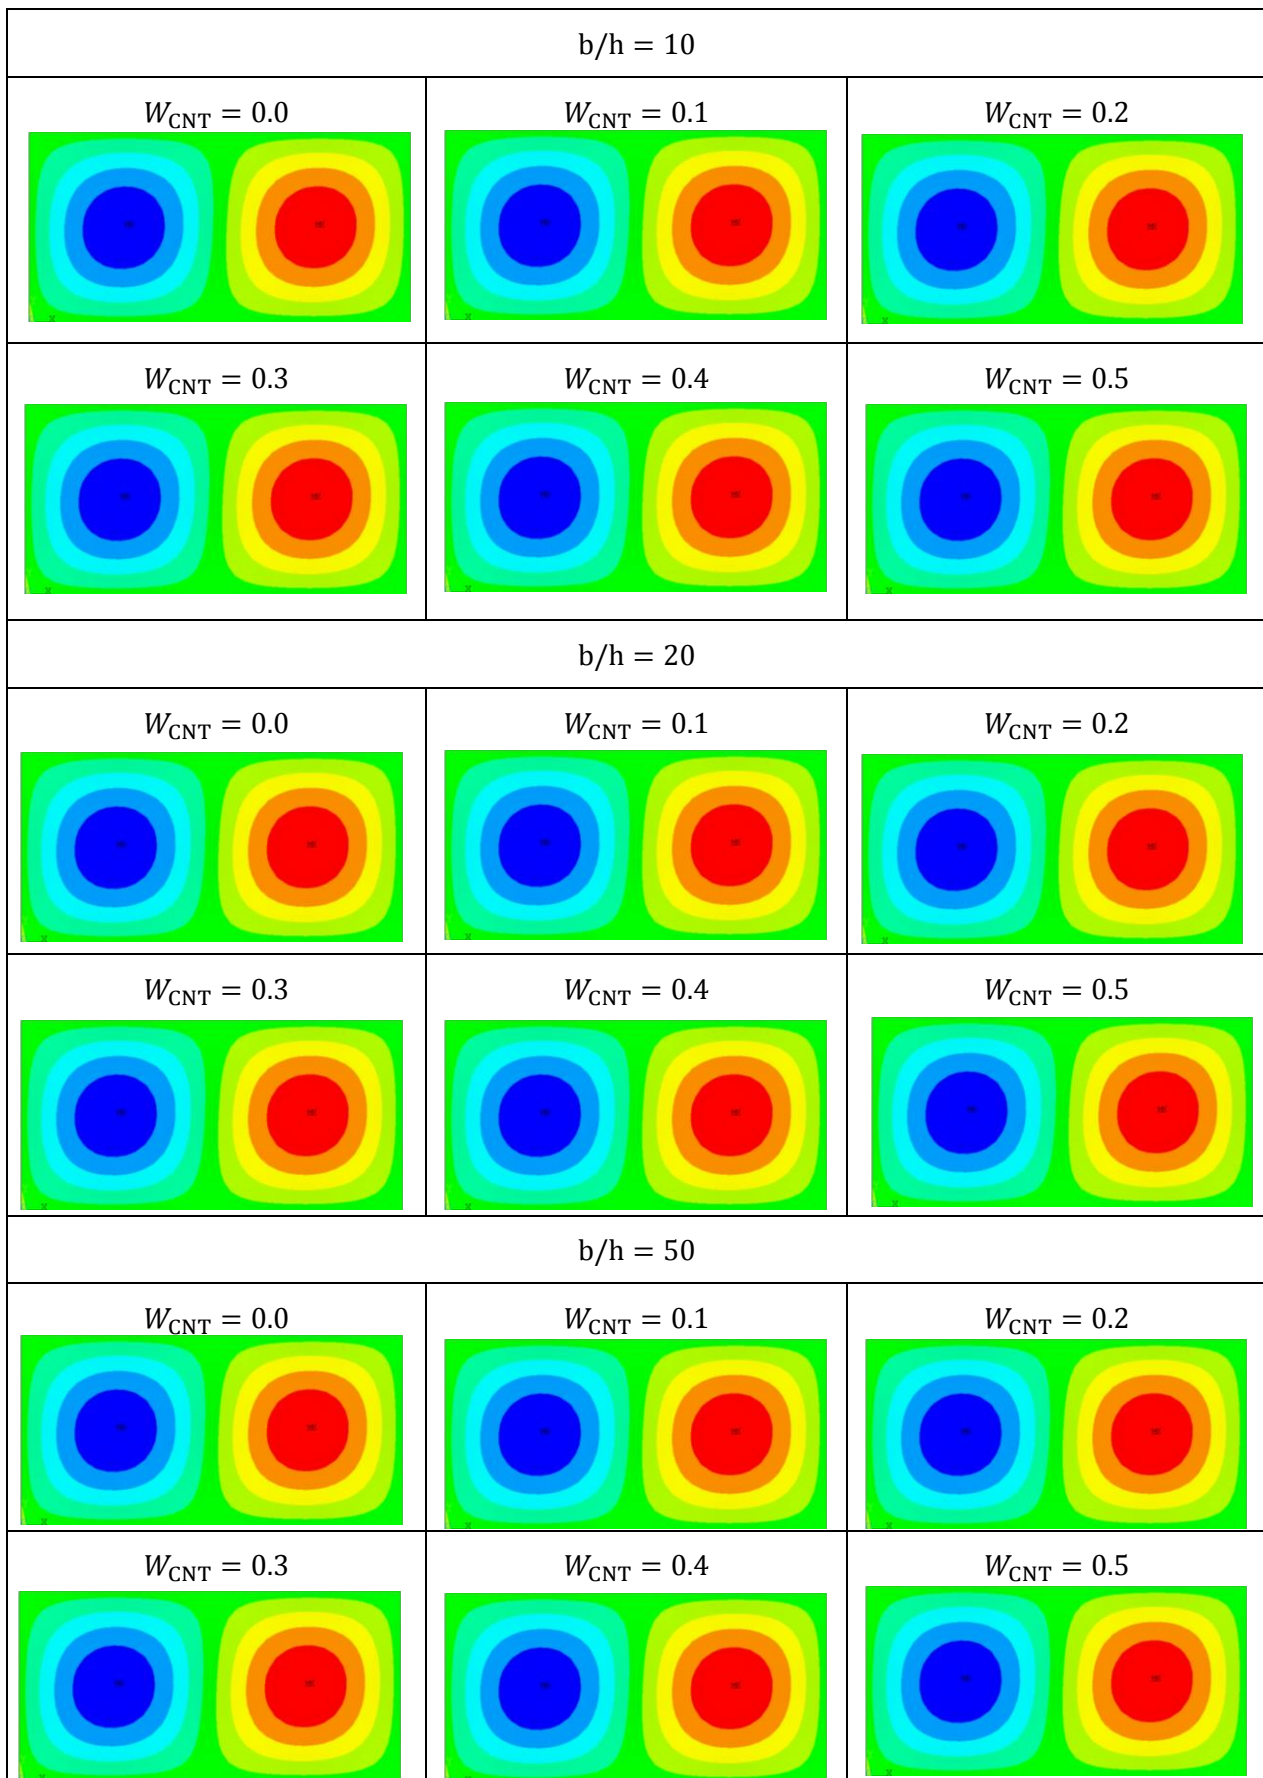 b/h = 10
W_CNT = 0.0
W_CNT = 0.1
W_CNT = 0.2
W_CNT = 0.3
W_CNT = 0.4
W_CNT = 0.5
b/h = 20
W_CNT = 0.0
W_CNT = 0.1
W_CNT = 0.2
W_CNT = 0.3
W_CNT = 0.4
W_CNT = 0.5
b/h = 50
W_CNT = 0.0
W_CNT = 0.1
W_CNT = 0.2
W_CNT = 0.3
W_CNT = 0.4
W_CNT = 0.5